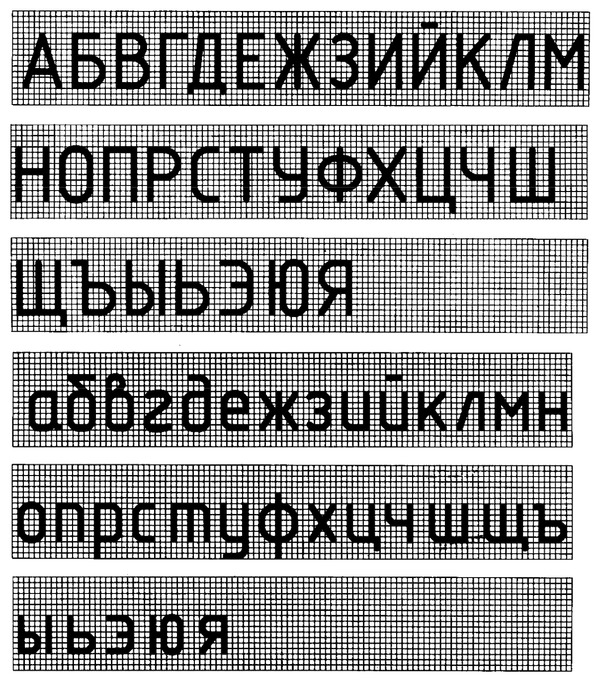 АБВГДЕЖЗИЙКЛМ
НОПРСТУФХЦЧШ
ЩЪЫЬЭЮЯ
абвгдежзийклмн
опрстуфхцчшщъ
ыьэюя